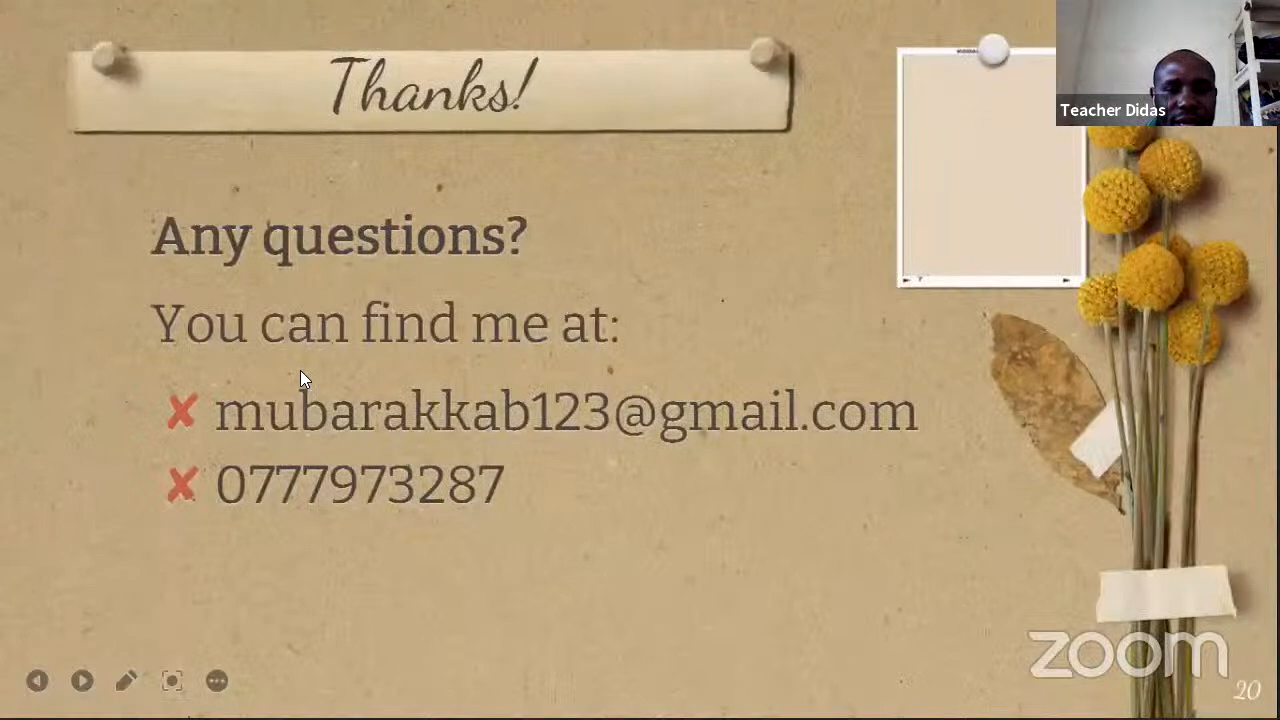 Thanks!
Teacher Didas
Any questions?
You can find me at:
✘ mubarakkab123@gmail.com
✘ 0777973287
zoom
20